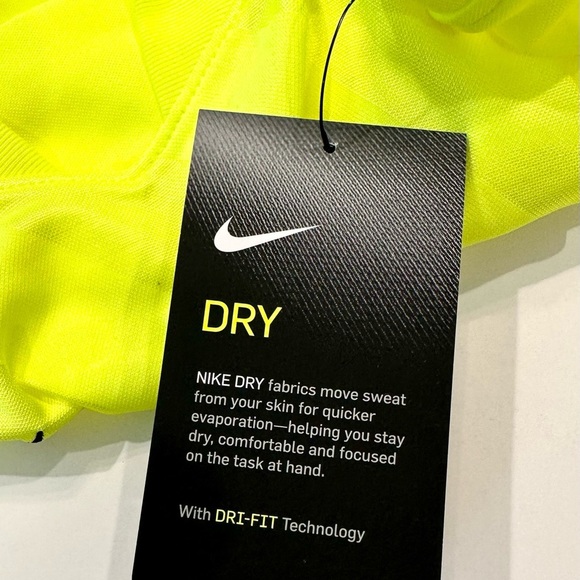 DRY
NIKE DRY fabrics move sweat
from your skin for quicker
evaporation—helping you stay
dry, comfortable and focused
on the task at hand.
With DRI-FIT Technology